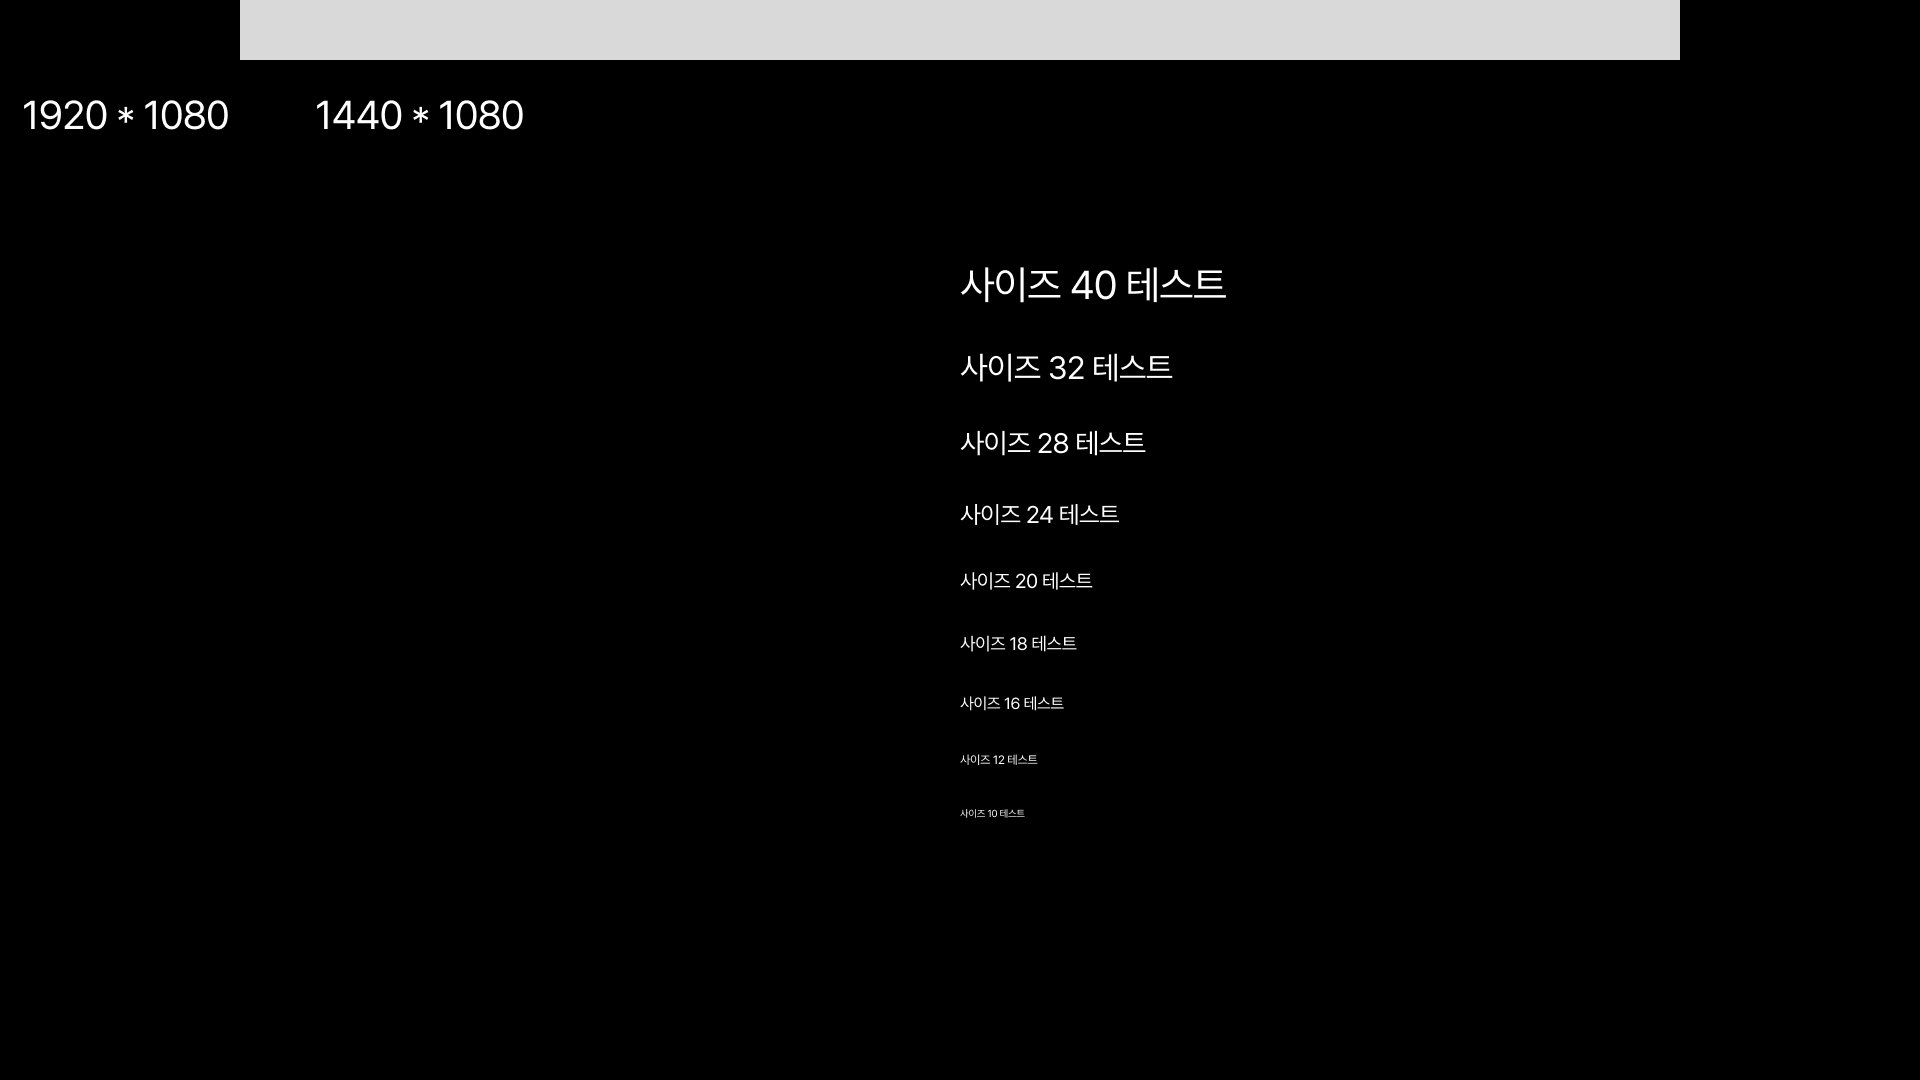 1920 * 1080
1440 * 1080
사이즈 40 테스트
사이즈 32 테스트
사이즈 28 테스트
사이즈 24 테스트
사이즈 20 테스트
사이즈 18 테스트
사이즈 16 테스트
사이즈 12 테스트
사이즈 10 테스트